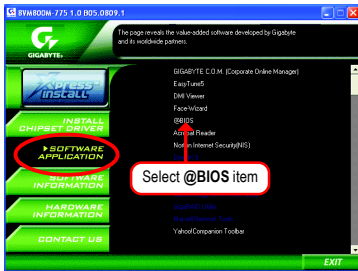 8VM800M-775 1.0 B05.0809.1
GIGABYTE
The page reveals the value-added software developed by Gigabyte
and its worldwide partners.
Xpress
install
INSTALL
CHIPSET DRIVER
SOFTWARE
APPLICATION
SOFTWARE
INFORMATION
HARDWARE
INFORMATION
CONTACT US
GIGABYTE C.O.M. (Corporate Online Manager)
EasyTune5
DMI Viewer
Face-Wizard
@BIOS
Acrobat Reader
Norton Internet Security(NIS)
Select @BIOS item
Yahoo!Companion Toolbar
EXIT